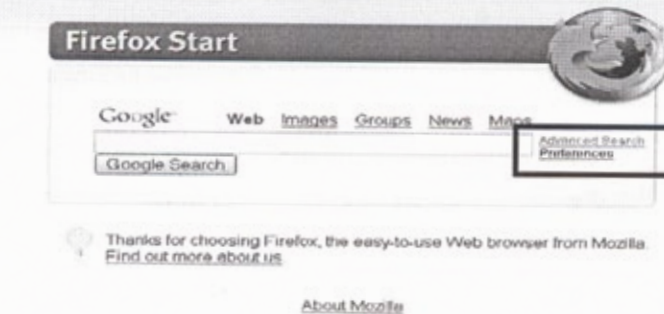 Firefox Start
Google Web Images Groups News Maps
Advanced Search
Preferences
Google Search
Thanks for choosing Firefox, the easy-to-use Web browser from Mozilla.
Find out more about us
About Mozilla